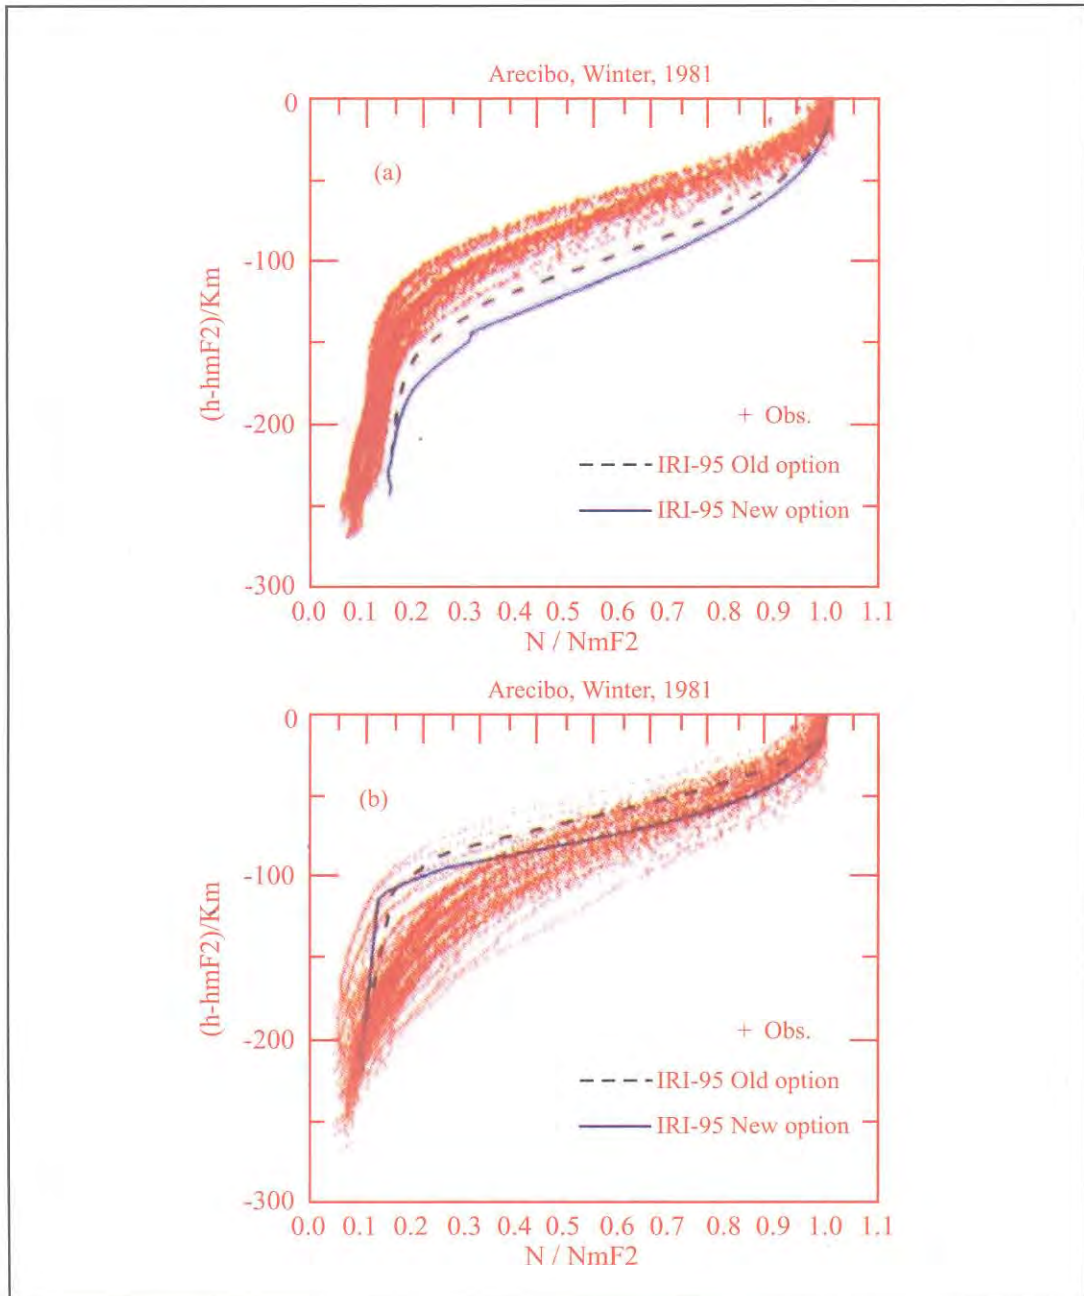 Arecibo, Winter, 1981
0
(a)
-100
-200
-300
(h-hmF2)/Km
+ Obs.
IRI-95 Old option
IRI-95 New option
0.0 0.1 0.2 0.3 0.4 0.5 0.6 0.7 0.8 0.9 1.0 1.1
N / NmF2
Arecibo, Winter, 1981
0
(b)
-100
-200
-300
(h-hmF2)/Km
+ Obs.
IRI-95 Old option
IRI-95 New option
0.0 0.1 0.2 0.3 0.4 0.5 0.6 0.7 0.8 0.9 1.0 1.1
N / NmF2